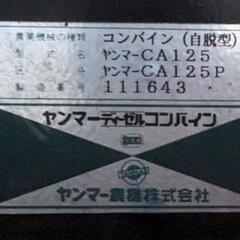 農業機械の種類 コンバイン(自脱型)
型式名 ヤンマーCA125
区分 ヤンマーCA125P
製造番号 111643
ヤンマーディーゼルコンバイン
ヤンマー農機株式会社